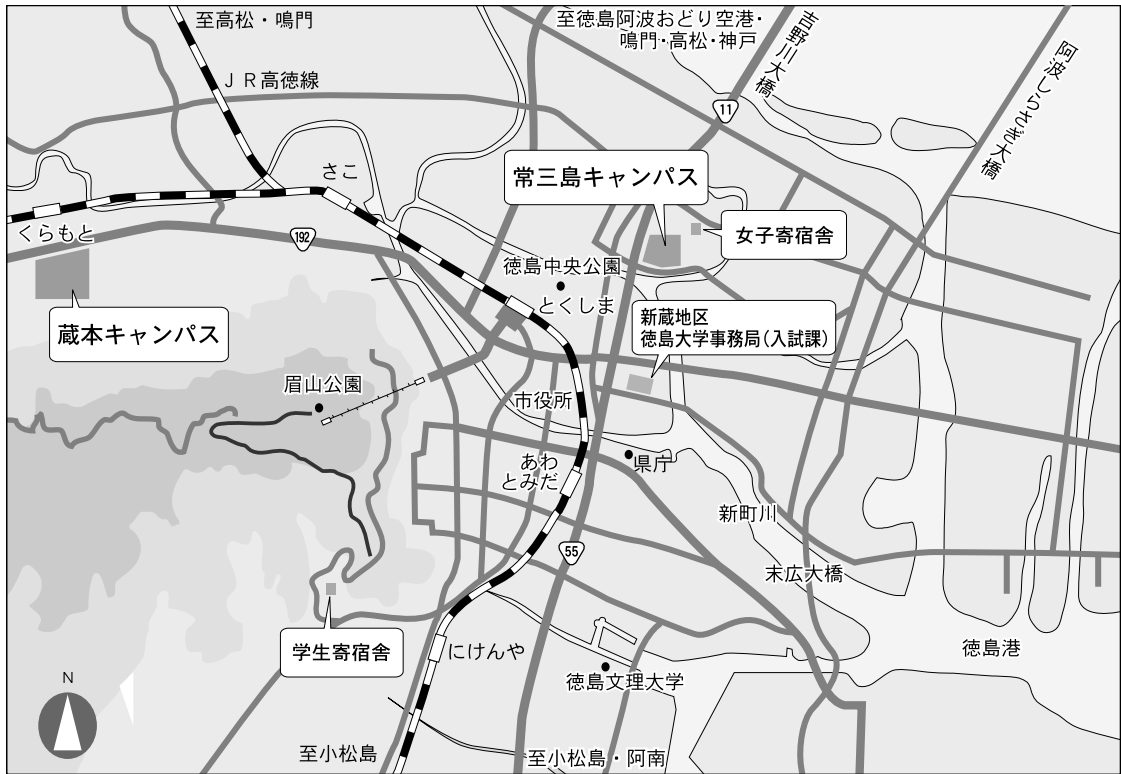 至高松・鳴門
至徳島阿波おどり空港・
鳴門・高松・神戸
吉野川大橋
阿波しらさぎ大橋
ＪＲ高徳線
11
さこ
常三島キャンパス
くらもと
192
女子寄宿舎
徳島中央公園
とくしま
蔵本キャンパス
新蔵地区
徳島大学事務局(入試課)
眉山公園
市役所
あわ
とみだ
県庁
新町川
55
末広大橋
学生寄宿舎
にけんや
徳島港
N
徳島文理大学
至小松島
至小松島・阿南